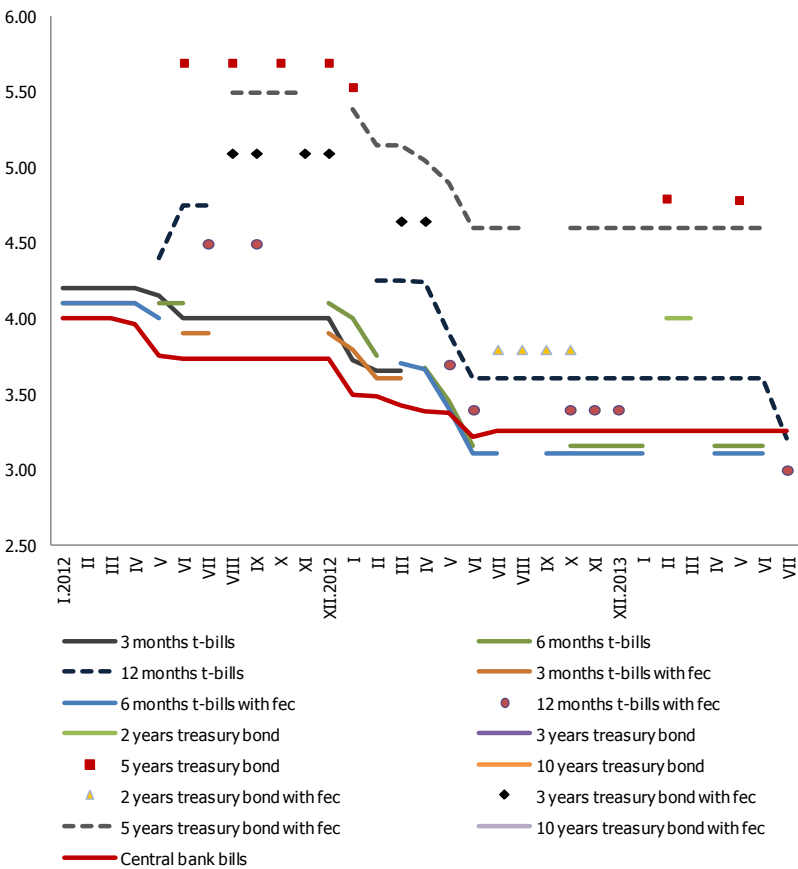 6.00
5.50
5.00
4.50
4.00
3.50
3.00
2.50
I.2012 II III IV V VI VII VIII IX X XI XII.2012 I II III IV V VI VII VIII IX X XI XII.2013 I II III IV V VI VII
3 months t-bills 6 months t-bills
12 months t-bills 3 months t-bills with fec
6 months t-bills with fec 12 months t-bills with fec
2 years treasury bond 3 years treasury bond
5 years treasury bond 10 years treasury bond
2 years treasury bond with fec 3 years treasury bond with fec
5 years treasury bond with fec 10 years treasury bond with fec
Central bank bills